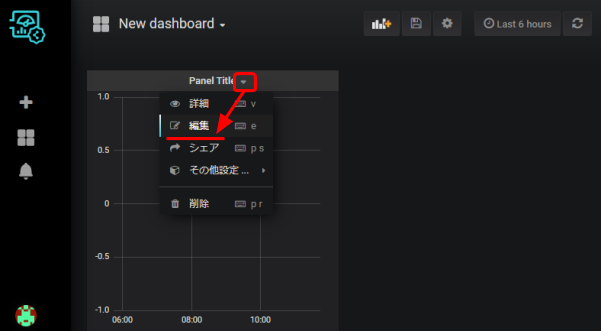 New dashboard
Last 6 hours
Panel Title
1.0
0.5
0
-0.5
-1.0
詳細 v
編集 e
シェア p s
その他設定 ...
削除 p r
06:00 08:00 10:00